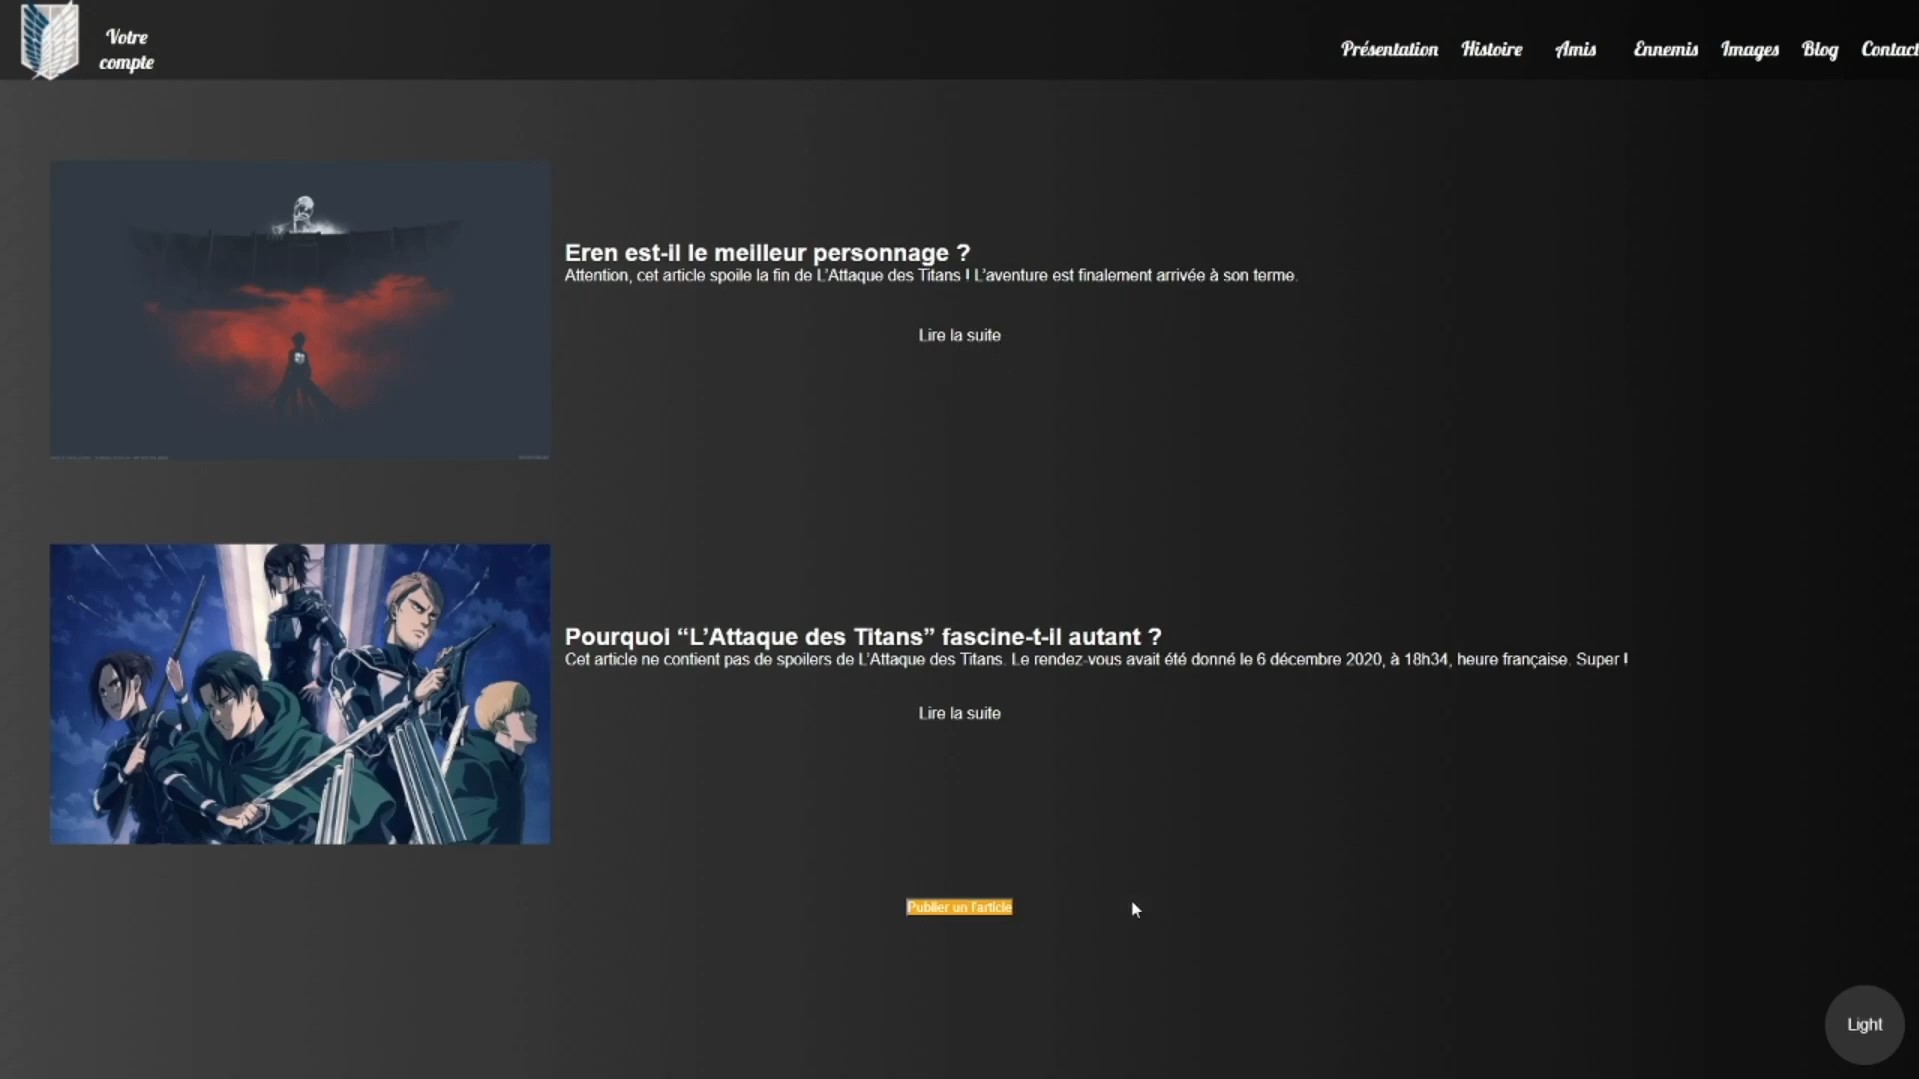 Votre
compte
Présentation Histoire Amis Ennemis Images Blog Contact
Eren est-il le meilleur personnage ?
Attention, cet article spoile la fin de L’Attaque des Titans ! L’aventure est finalement arrivée à son terme.
Lire la suite
Pourquoi “L’Attaque des Titans” fascine-t-il autant ?
Cet article ne contient pas de spoilers de L’Attaque des Titans. Le rendez-vous avait été donné le 6 décembre 2020, à 18h34, heure française. Super !
Lire la suite
Publier un l'article
Light